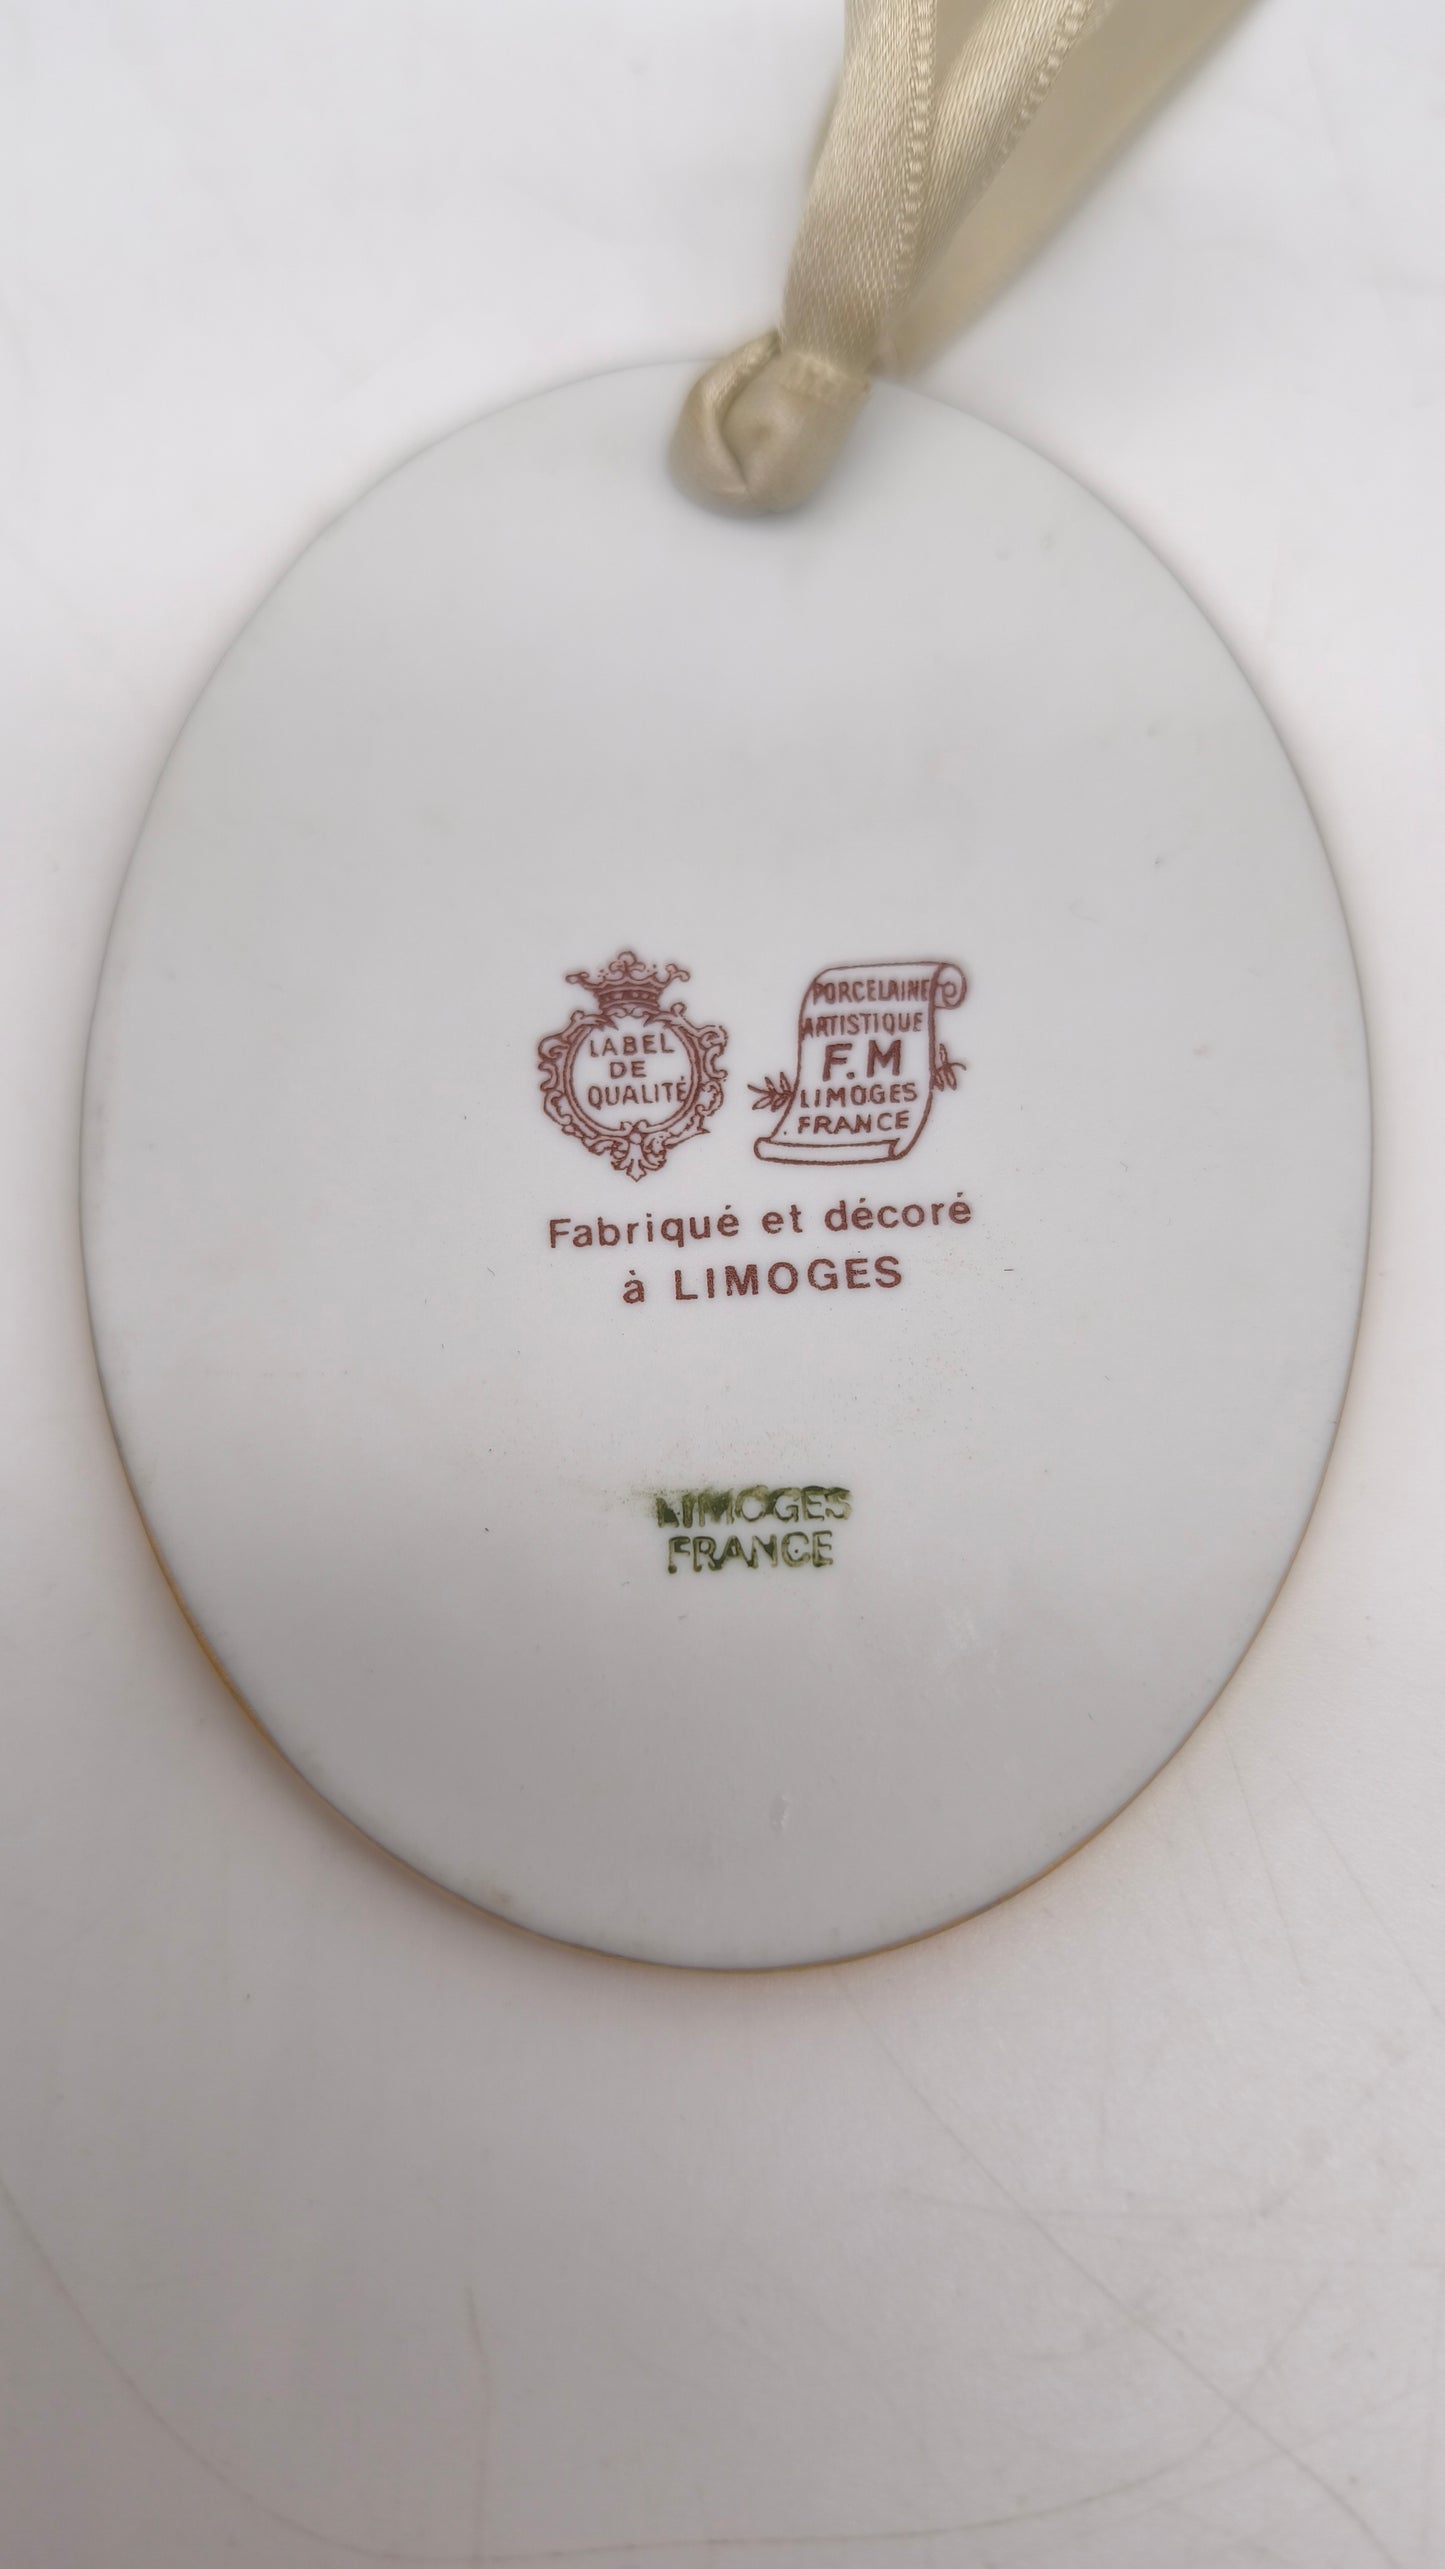 LABEL
DE
QUALITÉ
PORCELAINE
ARTISTIQUE
F.M
LIMOGES
FRANCE
Fabriqué et décoré
à LIMOGES
LIMOGES
FRANCE